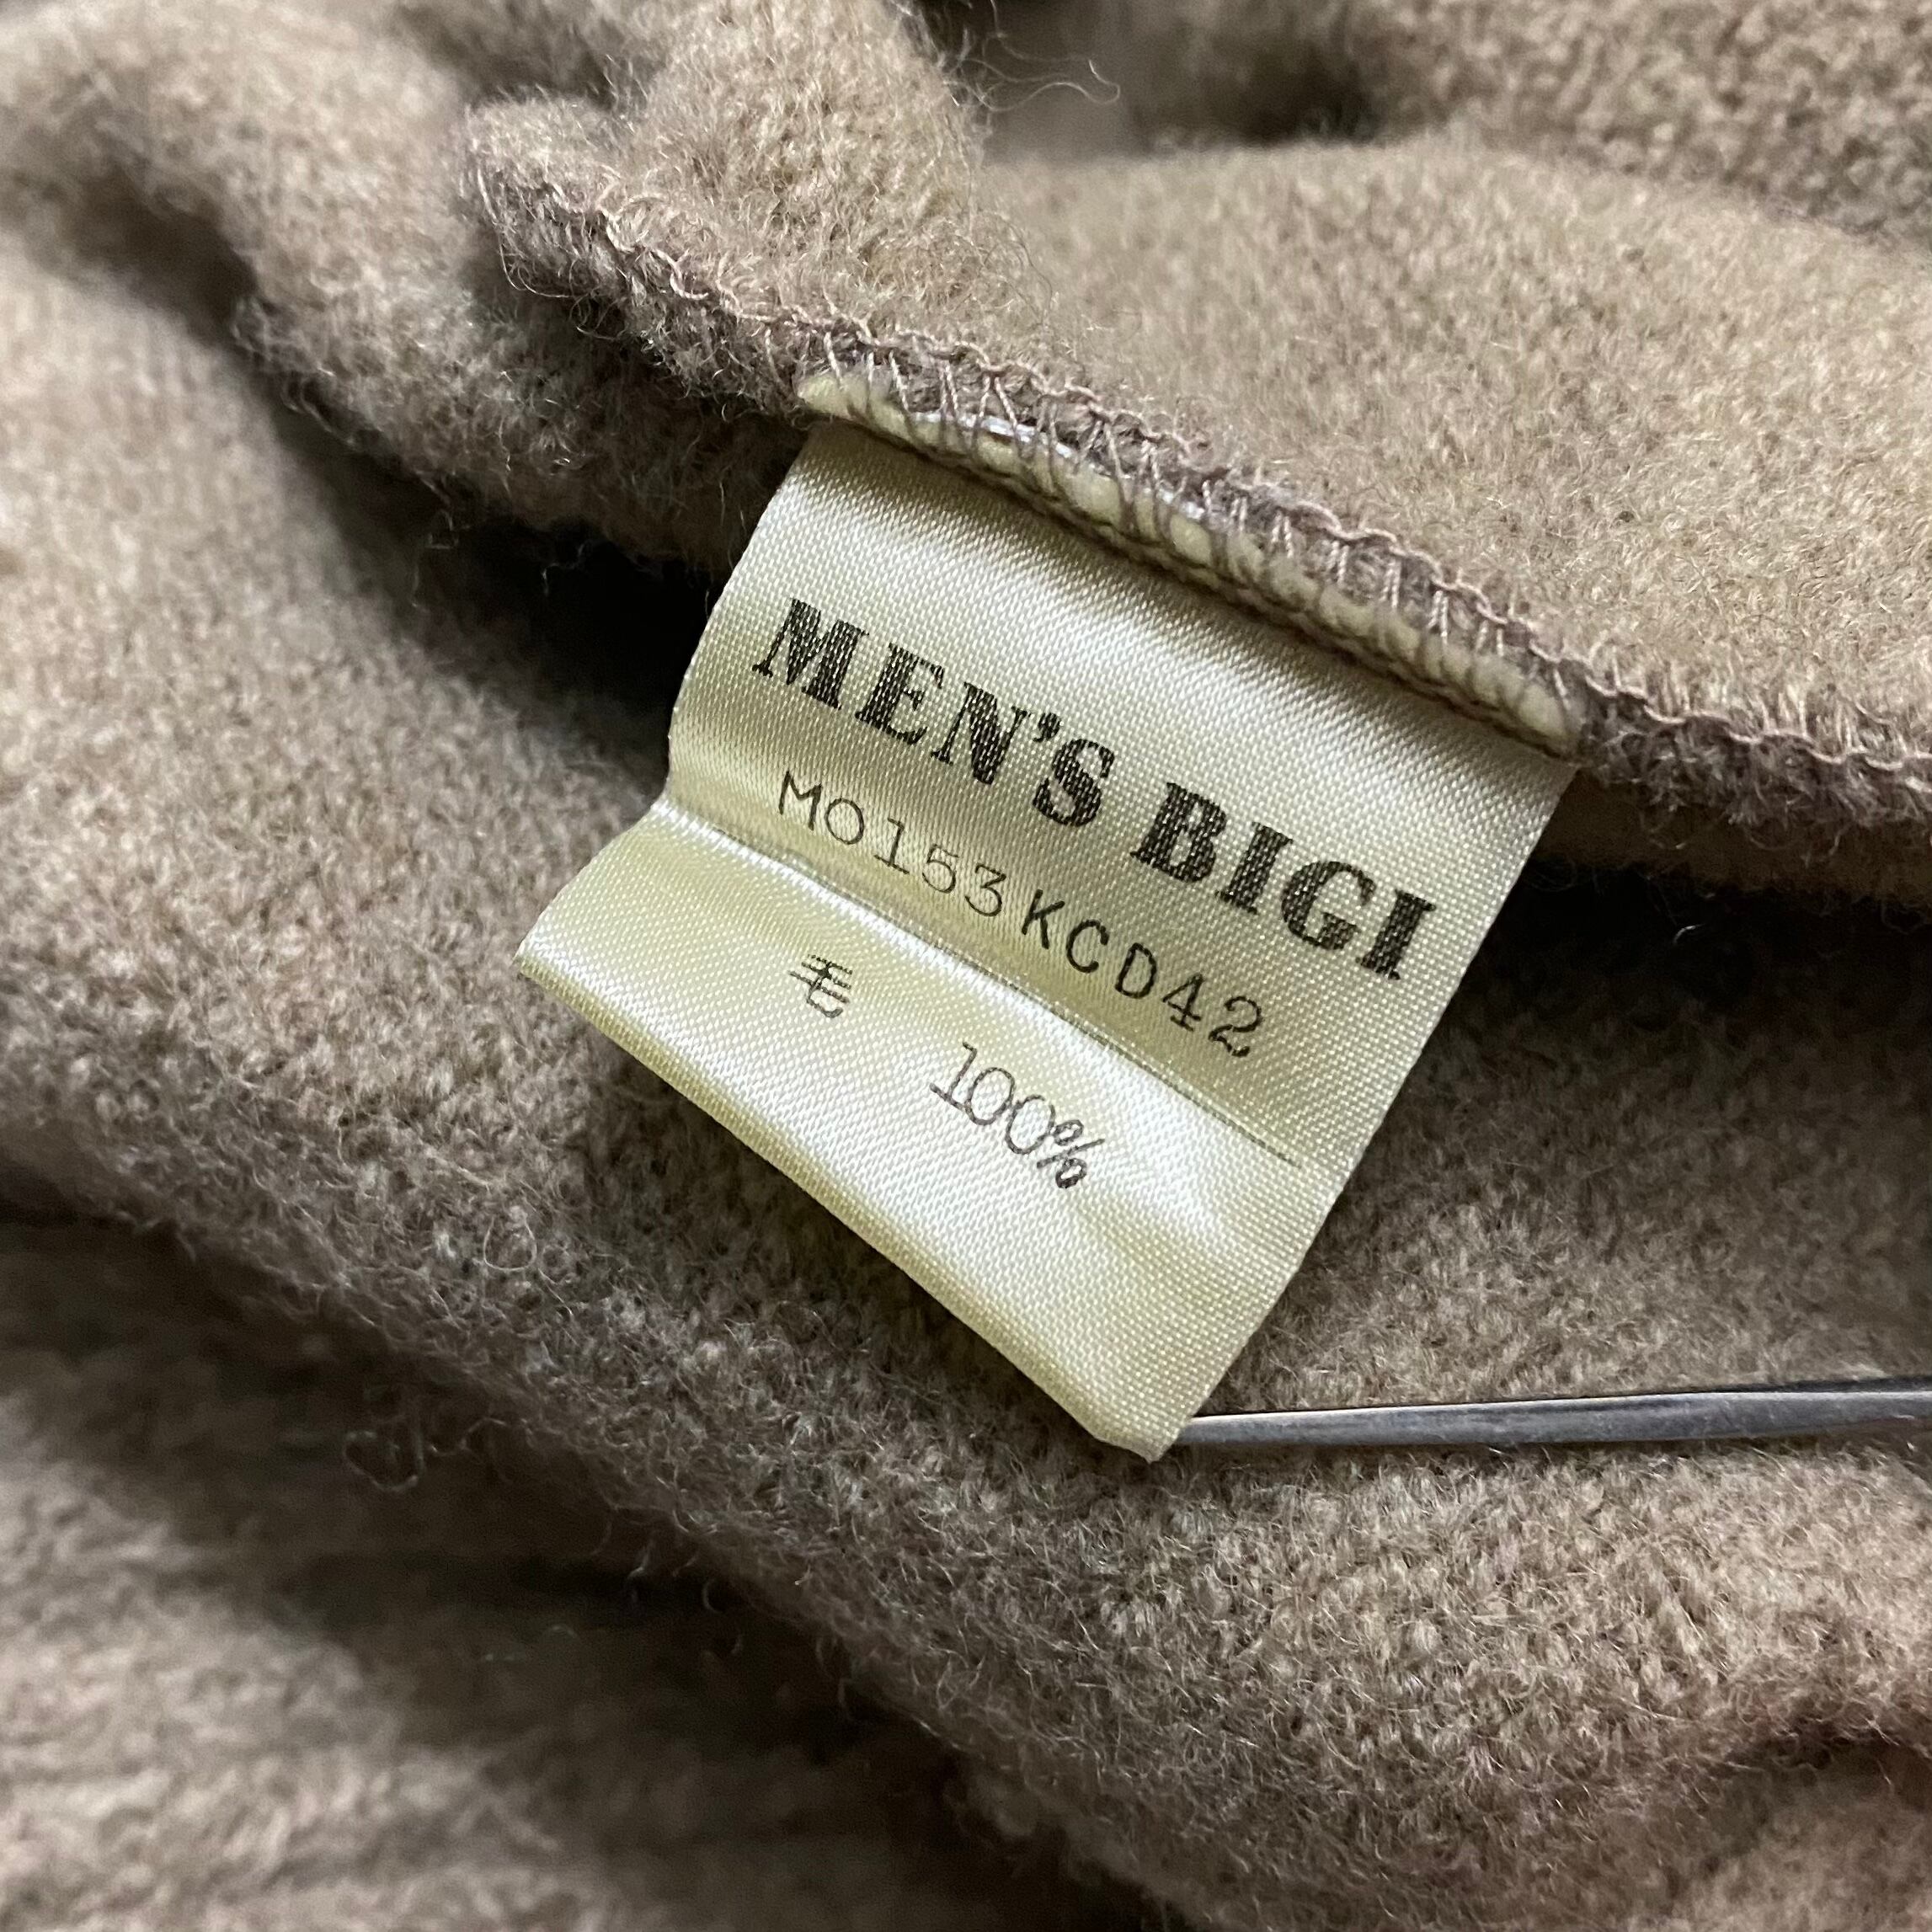 MEN'S BIGI
MO153KCD42
毛 100%